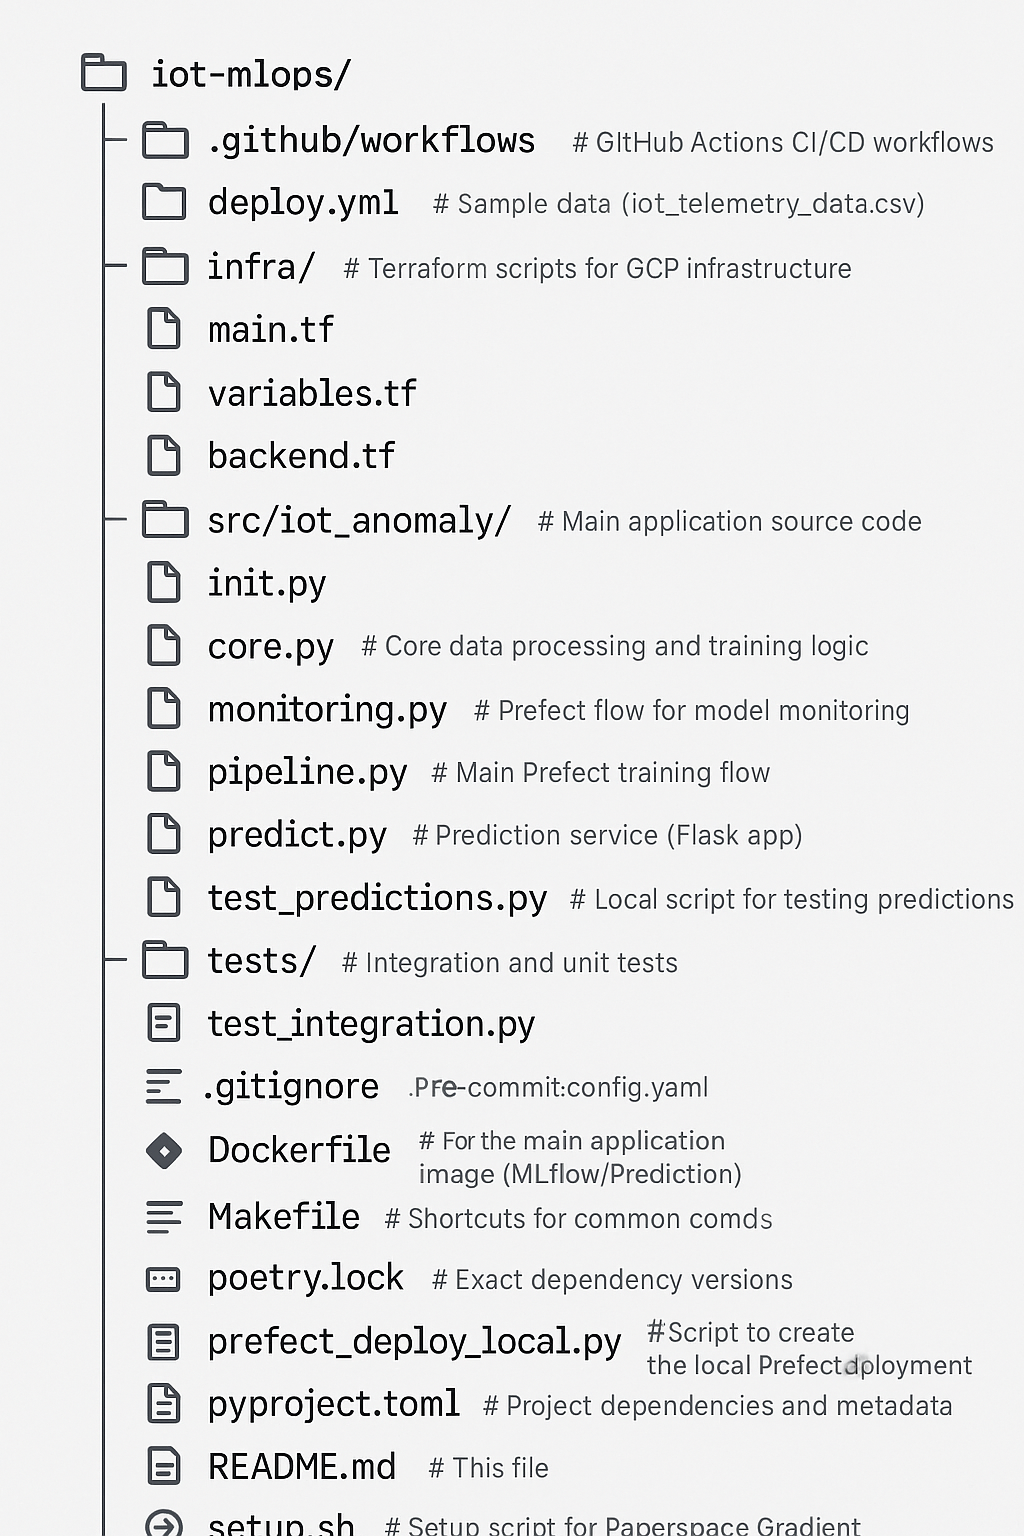 iot-mlops/
.github/workflows # GItHub Actions CI/CD workflows
deploy.yml # Sample data (iot_telemetry_data.csv)
infra/ # Terraform scripts for GCP infrastructure
main.tf
variables.tf
backend.tf
src/iot_anomaly/ # Main application source code
init.py
core.py # Core data processing and training logic
monitoring.py # Prefect flow for model monitoring
pipeline.py # Main Prefect training flow
predict.py # Prediction service (Flask app)
test_predictions.py # Local script for testing predictions
tests/ # Integration and unit tests
test_integration.py
.gitignore .Pre-commit:config.yaml
Dockerfile # For the main application
image (MLflow/Prediction)
Makefile # Shortcuts for common comds
poetry.lock # Exact dependency versions
prefect_deploy_local.py #Script to create
the local Prefect dployment
pyproject.toml # Project dependencies and metadata
README.md # This file
setup.sh # Setup script for Paperspace Gradient